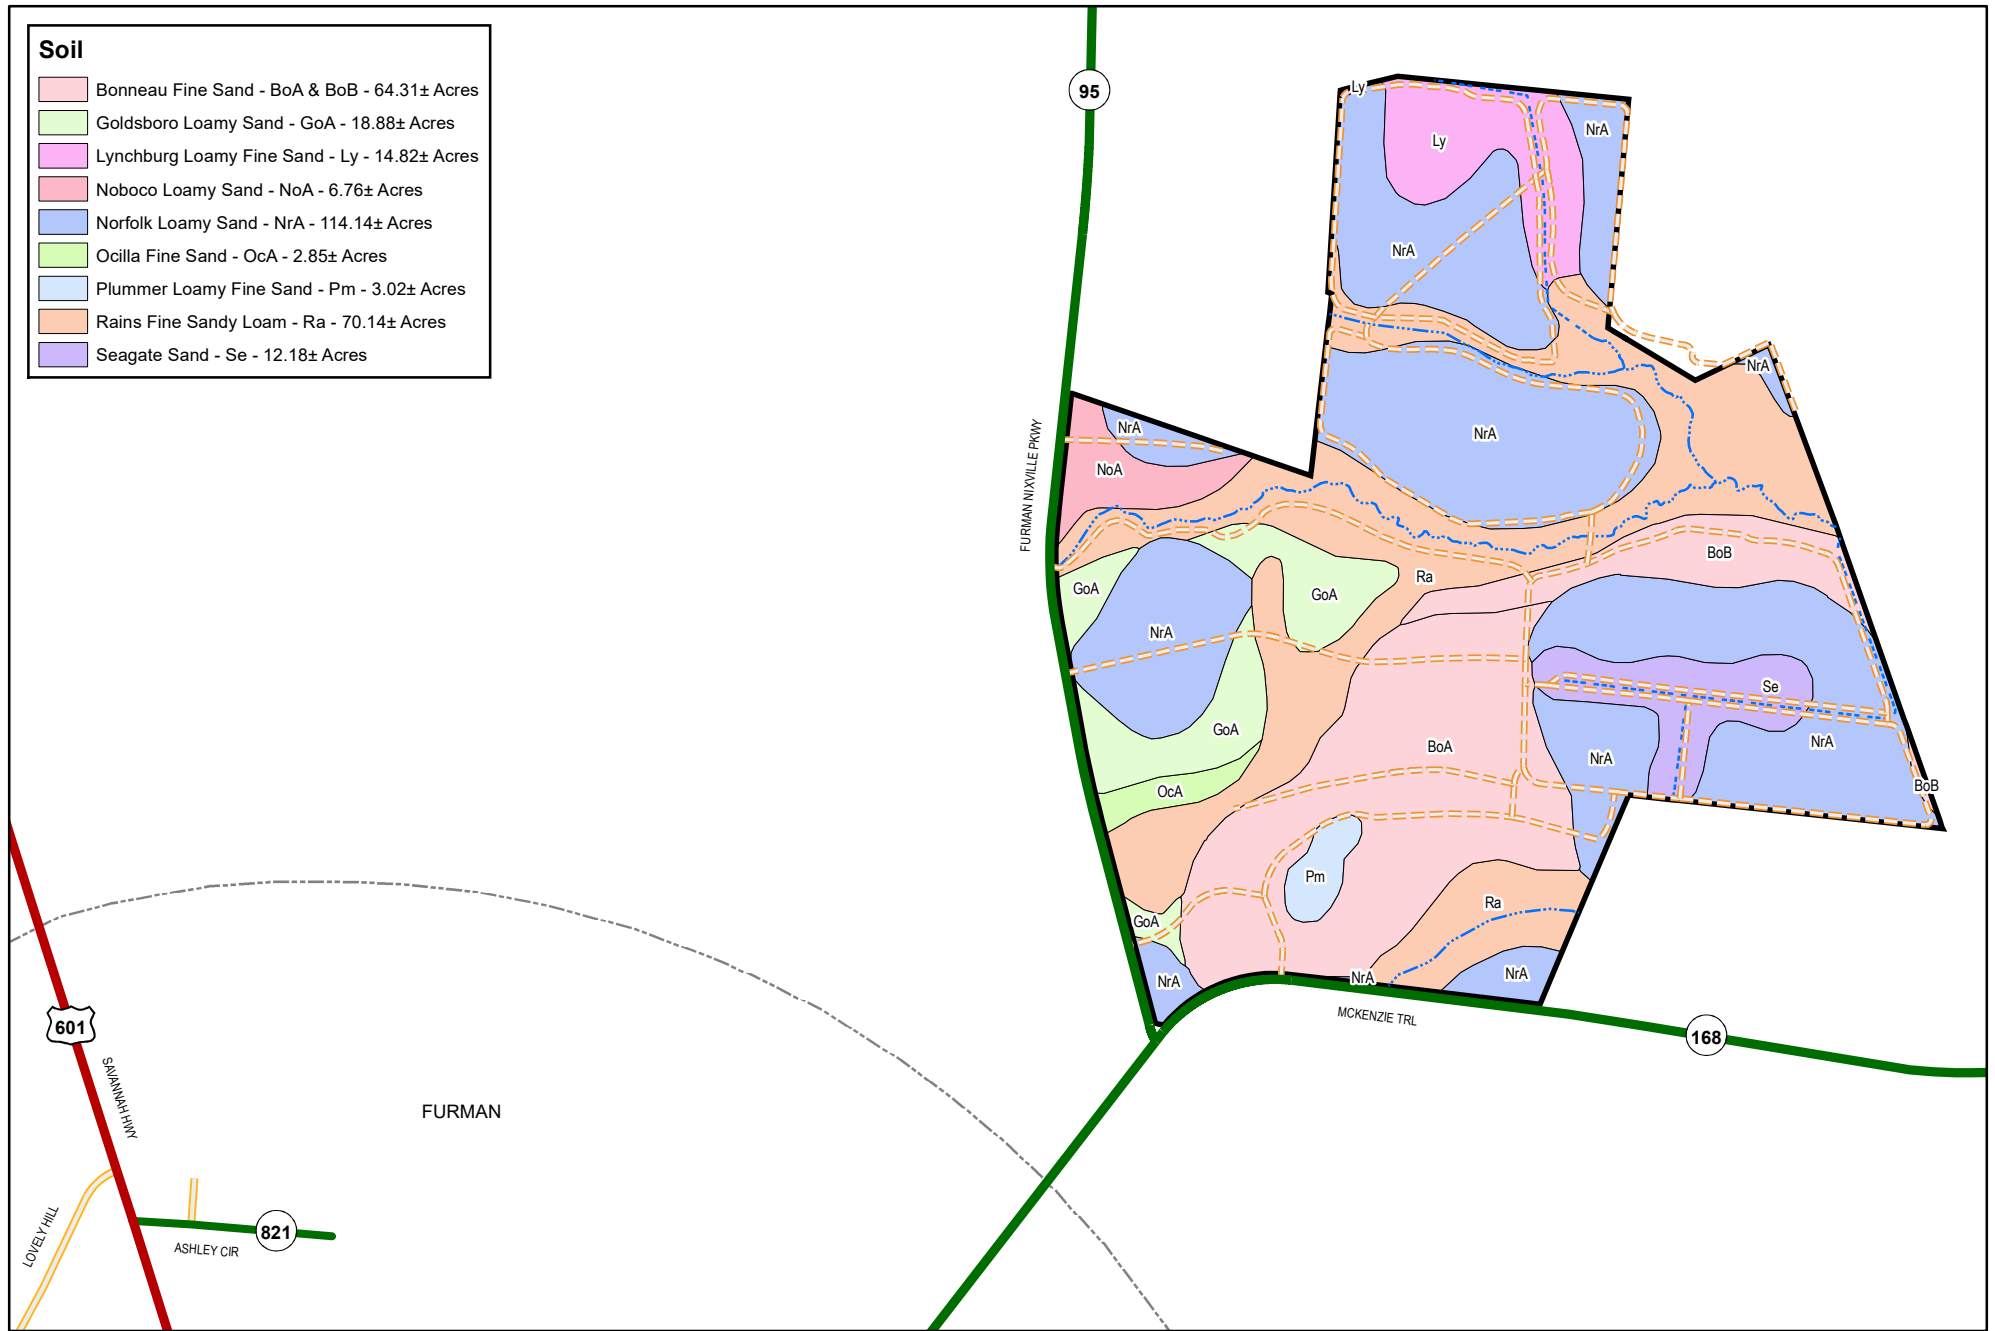 Soil
Bonneau Fine Sand - BoA & BoB - 64.31± Acres
Goldsboro Loamy Sand - GoA - 18.88± Acres
Lynchburg Loamy Fine Sand - Ly - 14.82± Acres
Noboco Loamy Sand - NoA - 6.76± Acres
Norfolk Loamy Sand - NrA - 114.14± Acres
Ocilla Fine Sand - OcA - 2.85± Acres
Plummer Loamy Fine Sand - Pm - 3.02± Acres
Rains Fine Sandy Loam - Ra - 70.14± Acres
Seagate Sand - Se - 12.18± Acres
95
Ly
NrA
Ly
NrA
NrA
NrA
NrA
NrA
NoA
FURMAN NIXVILLE PKWY
BoB
Ra
GoA
GoA
NrA
Se
GoA
NrA
BoA
NrA
BoB
OcA
Pm
Ra
GoA
NrA
NrA
NrA
MCKENZIE TRL
168
601
SAVANNAH HWY
FURMAN
LOVELY HILL
821
ASHLEY CIR